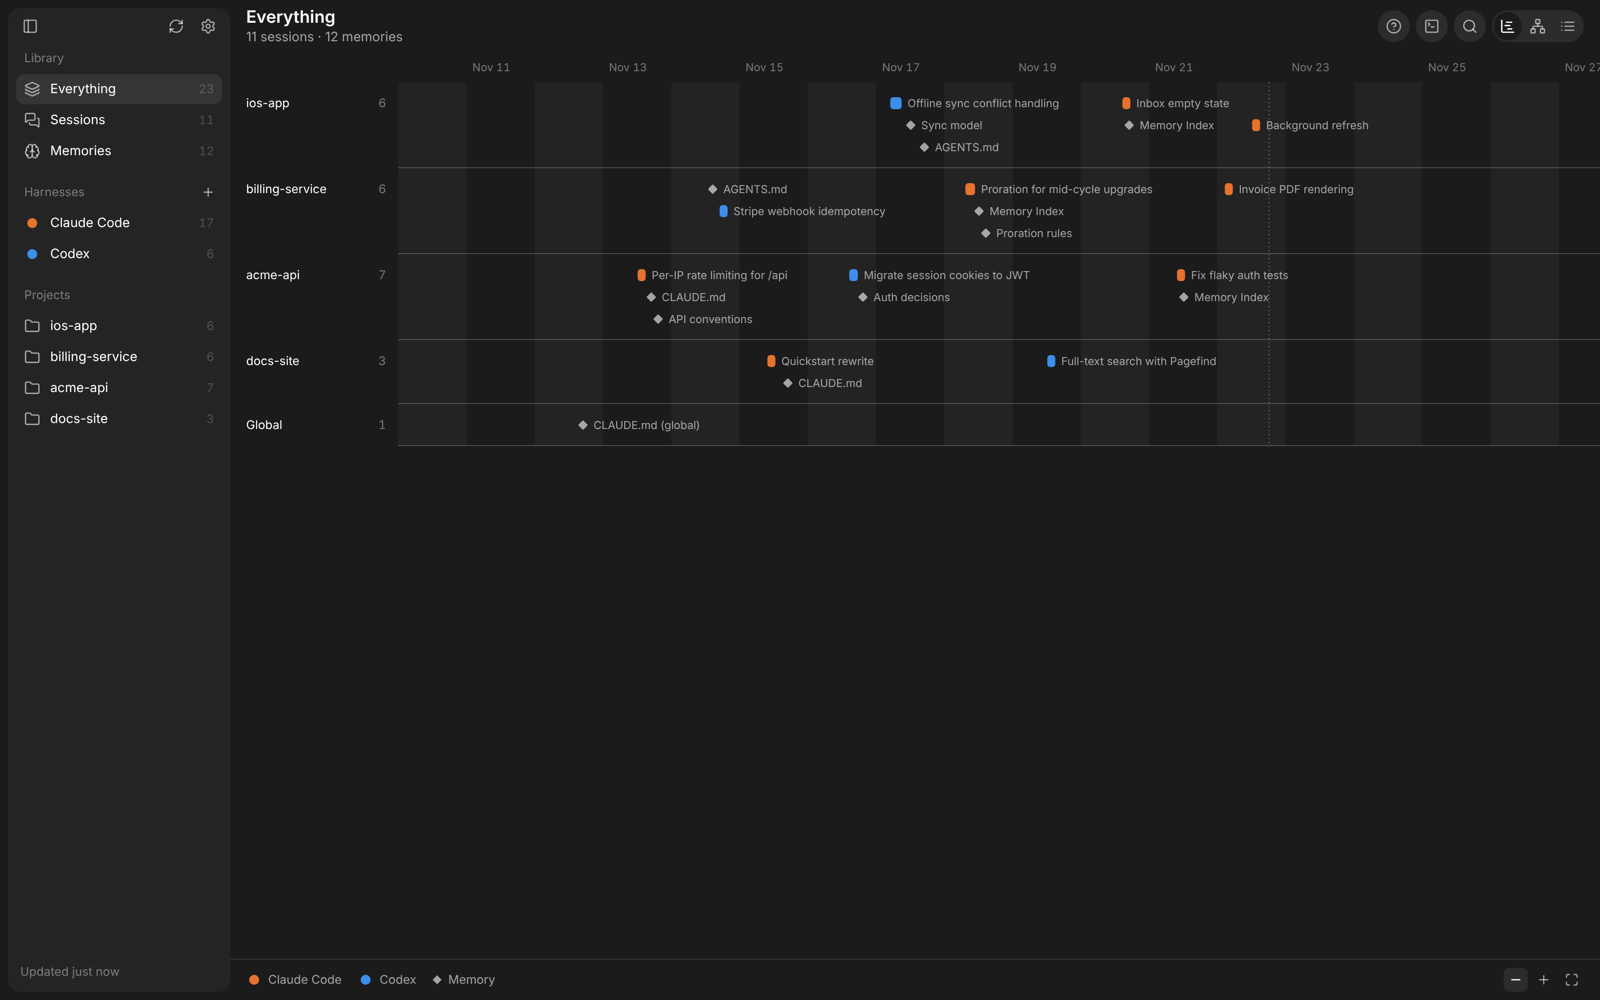 Library
Everything 23
Sessions 11
Memories 12
Harnesses
Claude Code 17
Codex 6
Projects
ios-app 6
billing-service 6
acme-api 7
docs-site 3
Updated just now
Everything
11 sessions · 12 memories
Nov 11 Nov 13 Nov 15 Nov 17 Nov 19 Nov 21 Nov 23 Nov 25 Nov 27
ios-app 6
Offline sync conflict handling Inbox empty state
Sync model Memory Index Background refresh
AGENTS.md
billing-service 6
AGENTS.md Proration for mid-cycle upgrades Invoice PDF rendering
Stripe webhook idempotency Memory Index
Proration rules
acme-api 7
Per-IP rate limiting for /api Migrate session cookies to JWT Fix flaky auth tests
CLAUDE.md Auth decisions Memory Index
API conventions
docs-site 3
Quickstart rewrite Full-text search with Pagefind
CLAUDE.md
Global 1
CLAUDE.md (global)
Claude Code Codex Memory